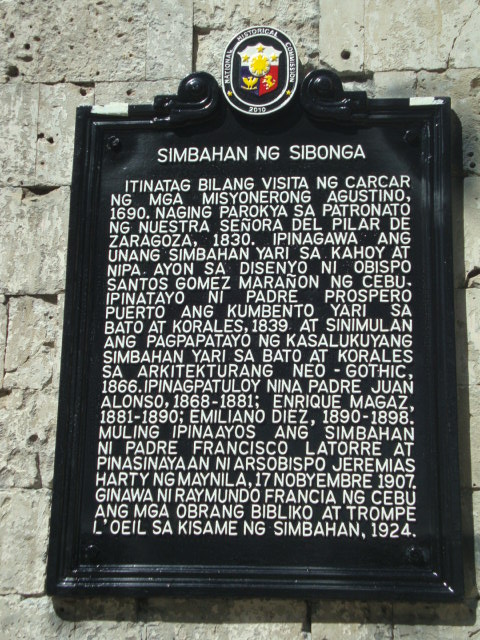 NATIONAL HISTORICAL COMMISSION
2010
SIMBAHAN NG SIBONGA
ITINATAG BILANG VISITA NG CARCAR
NG MGA MISYONERONG AGUSTINO,
1690. NAGING PAROKYA SA PATRONATO
NG NUESTRA SEÑORA DEL PILAR DE
ZARAGOZA, 1830. IPINAGAWA ANG
UNANG SIMBAHAN YARI SA KAHOY AT
NIPA AYON SA DISENYO NI OBISPO
SANTOS GOMEZ MARAÑON NG CEBU.
IPINATAYO NI PADRE PROSPERO
PUERTO ANG KUMBENTO YARI SA
BATO AT KORALES, 1839 AT SINIMULAN
ANG PAGPAPATAYO NG KASALUKUYANG
SIMBAHAN YARI SA BATO AT KORALES
SA ARKITEKTURANG NEO-GOTHIC,
1866. IPINAGPATULOY NINA PADRE JUAN
ALONSO, 1868-1881; ENRIQUE MAGAZ,
1881-1890; EMILIANO DIEZ, 1890-1898.
MULING IPINAAYOS ANG SIMBAHAN
NI PADRE FRANCISCO LATORRE AT
PINASINAYAAN NI ARSOBISPO JEREMIAS
HARTY NG MAYNILA, 17 NOBYEMBRE 1907.
GINAWA NI RAYMUNDO FRANCIA NG CEBU
ANG MGA OBRANG BIBLIKO AT TROMPE
L'OEIL SA KISAME NG SIMBAHAN, 1924.